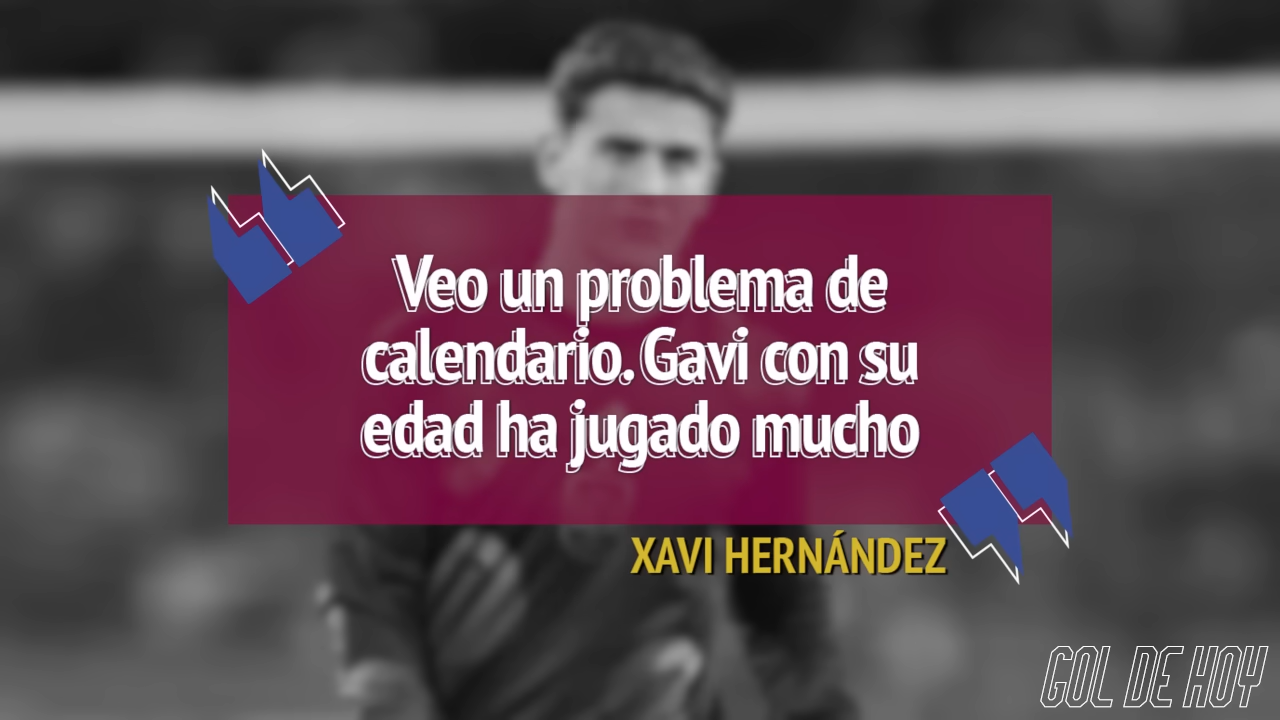 Veo un problema de
calendario. Gavi con su
edad ha jugado mucho
XAVI HERNÁNDEZ
GOL DE HOY